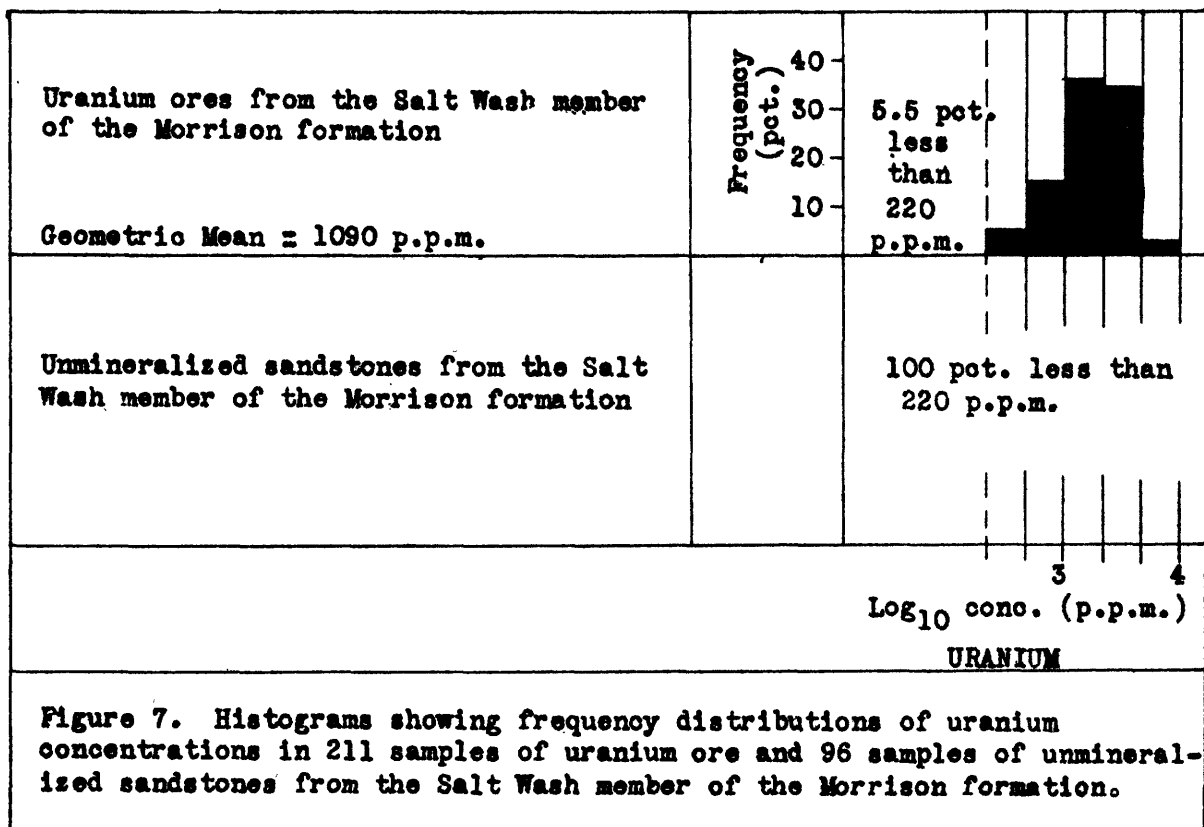 Uranium ores from the Salt Wash member
of the Morrison formation
Geometric Mean = 1090 p.p.m.
Frequency
(pct.)
40
30
20
10
5.5 pct.
less
than
220
p.p.m.
Unmineralized sandstones from the Salt
Wash member of the Morrison formation
100 pct. less than
220 p.p.m.
3 4
Log10 conc. (p.p.m.)
URANIUM
Figure 7. Histograms showing frequency distributions of uranium
concentrations in 211 samples of uranium ore and 96 samples of unmineral-
ized sandstones from the Salt Wash member of the Morrison formation.